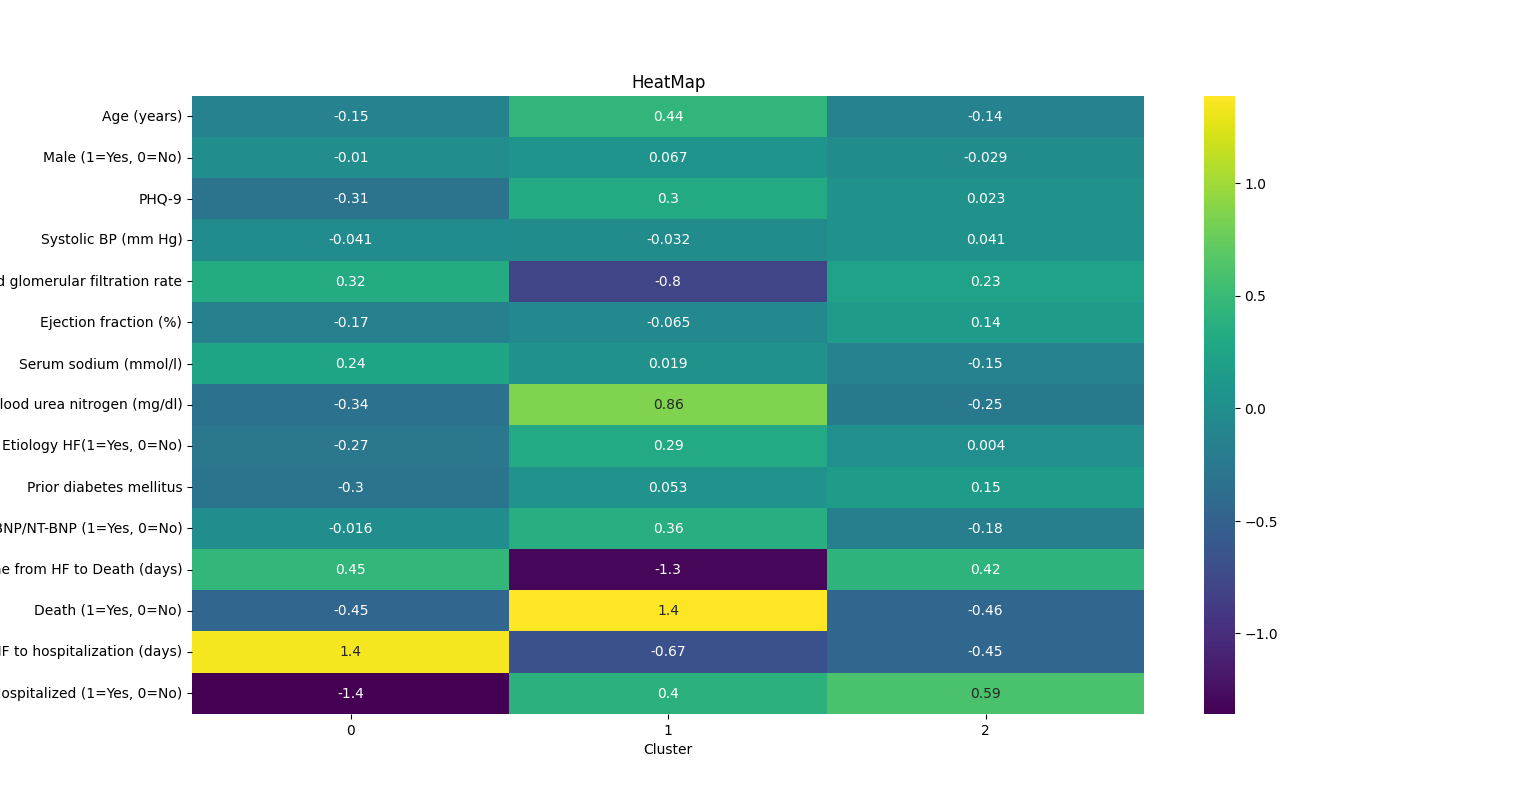 HeatMap
Age (years) -0.15 0.44 -0.14
Male (1=Yes, 0=No) -0.01 0.067 -0.029
PHQ-9 -0.31 0.3 0.023
Systolic BP (mm Hg) -0.041 -0.032 0.041
d glomerular filtration rate 0.32 -0.8 0.23
Ejection fraction (%) -0.17 -0.065 0.14
Serum sodium (mmol/l) 0.24 0.019 -0.15
lood urea nitrogen (mg/dl) -0.34 0.86 -0.25
Etiology HF(1=Yes, 0=No) -0.27 0.29 0.004
Prior diabetes mellitus -0.3 0.053 0.15
BNP/NT-BNP (1=Yes, 0=No) -0.016 0.36 -0.18
e from HF to Death (days) 0.45 -1.3 0.42
Death (1=Yes, 0=No) -0.45 1.4 -0.46
F to hospitalization (days) 1.4 -0.67 -0.45
ospitalized (1=Yes, 0=No) -1.4 0.4 0.59
0 1 2
Cluster
1.0
0.5
0.0
−0.5
−1.0